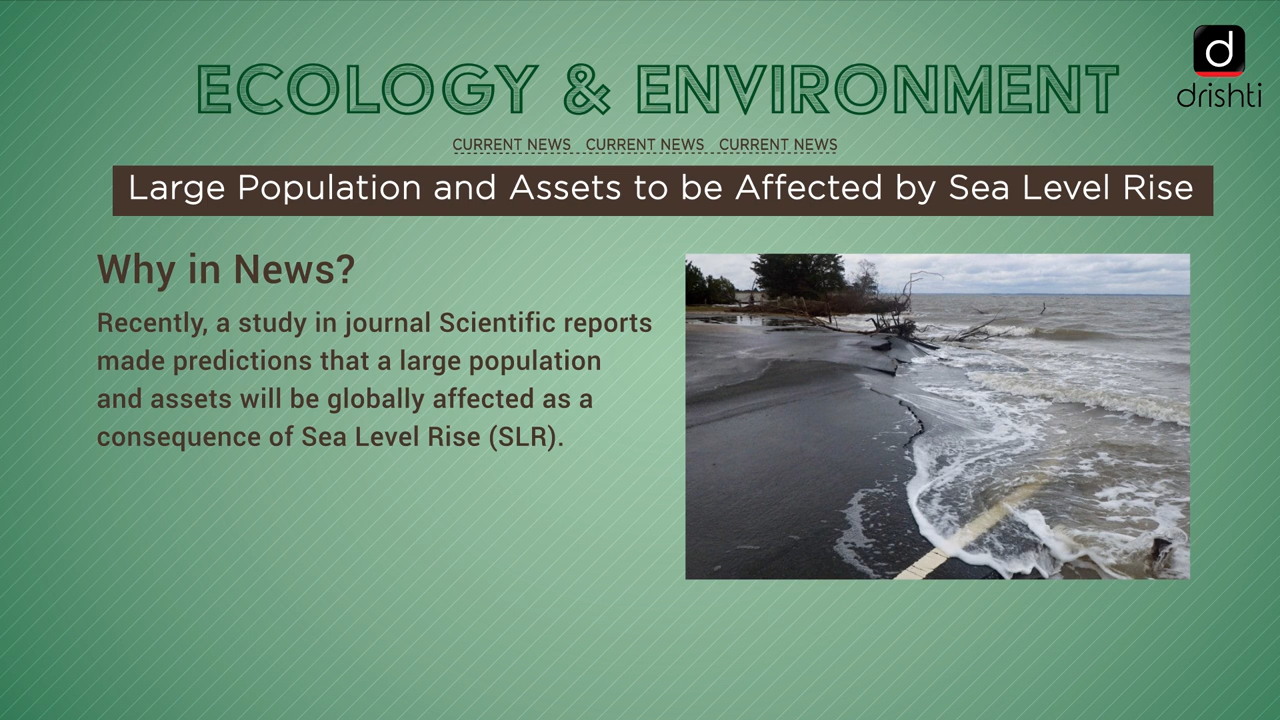 ECOLOGY & ENVIRONMENT
d
drishti
CURRENT NEWS CURRENT NEWS CURRENT NEWS
Large Population and Assets to be Affected by Sea Level Rise
Why in News?
Recently, a study in journal Scientific reports
made predictions that a large population
and assets will be globally affected as a
consequence of Sea Level Rise (SLR).